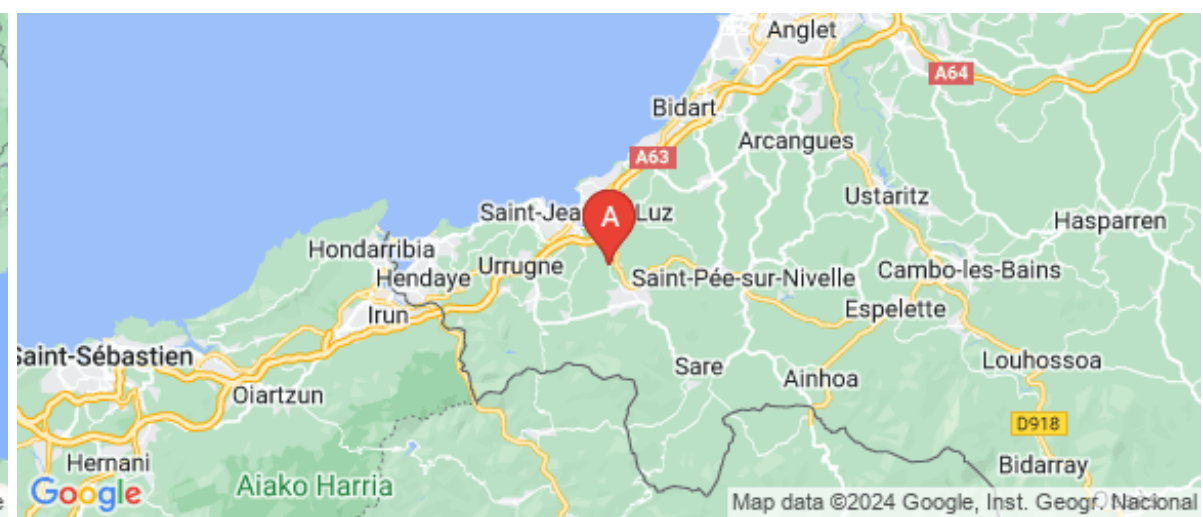 Anglet
A64
Bidart
Arcangues
A63
Ustaritz
Saint-Jea Luz
A
Hasparren
Hondarribia
Hendaye
Urrugne
Saint-Pée-sur-Nivelle
Cambo-les-Bains
Irun
Espelette
Saint-Sébastien
Sare
Louhossoa
Ainhoa
Oiartzun
D918
Hernani
Bidarray
Aiako Harria
Google
Map data ©2024 Google, Inst. Geogr. Nacional